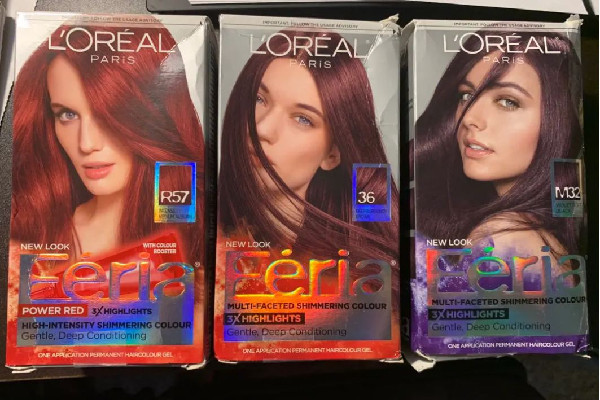 L'ORÉAL
PARIS
R57
NEW LOOK
WITH COLOUR
BOOSTER
Féria
POWER RED
3X HIGHLIGHTS
HIGH-INTENSITY SHIMMERING COLOUR
Gentle, Deep Conditioning
ONE APPLICATION PERMANENT HAIRCOLOUR GEL
L'ORÉAL
PARIS
36
NEW LOOK
Féria
MULTI-FACETED SHIMMERING COLOUR
3X HIGHLIGHTS
Gentle, Deep Conditioning
ONE APPLICATION PERMANENT HAIRCOLOUR GEL
L'ORÉAL
PARIS
M32
NEW LOOK
Féria
MULTI-FACETED SHIMMERING COLOUR
3X HIGHLIGHTS
Gentle, Deep Conditioning
ONE APPLICATION PERMANENT HAIRCOLOUR GEL